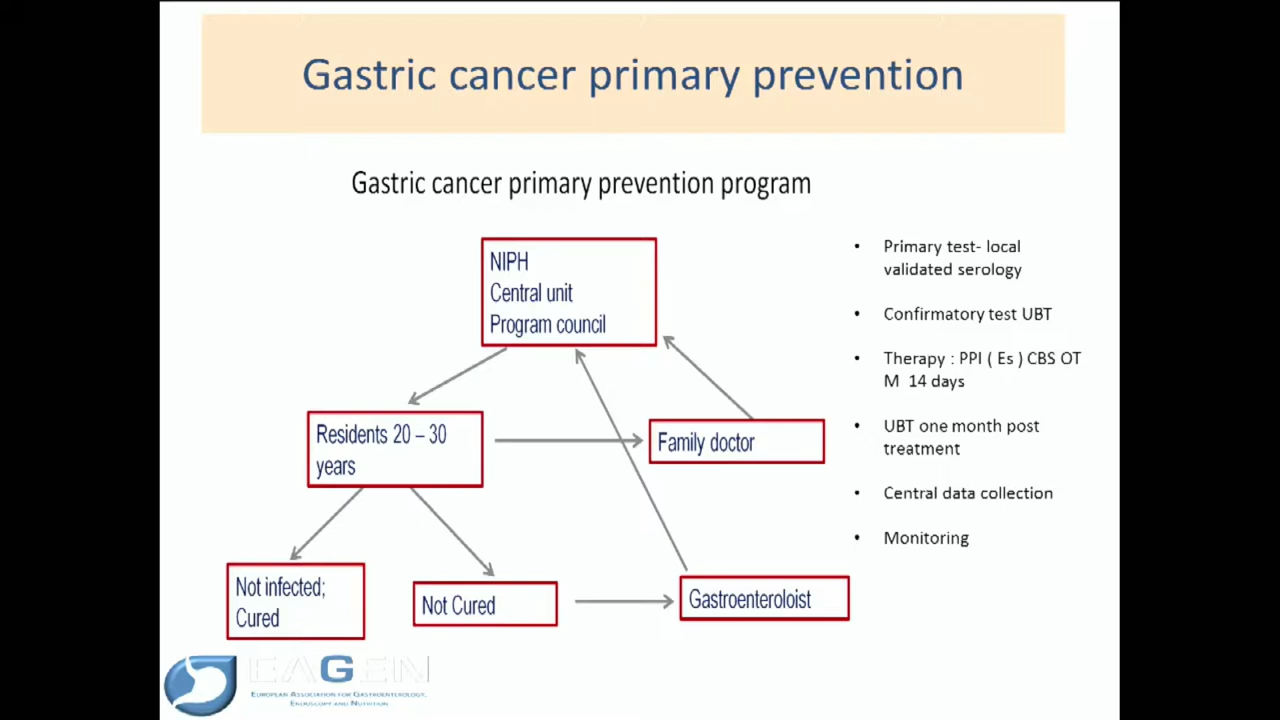 Gastric cancer primary prevention
Gastric cancer primary prevention program
NIPH
Central unit
Program council
Residents 20 – 30
years
Family doctor
Not infected;
Cured
Not Cured
Gastroenteroloist
• Primary test- local
validated serology
• Confirmatory test UBT
• Therapy : PPI ( Es ) CBS OT
M 14 days
• UBT one month post
treatment
• Central data collection
• Monitoring
EAGEN
European Association for Gastroenterology,
Endoscopy and Nutrition